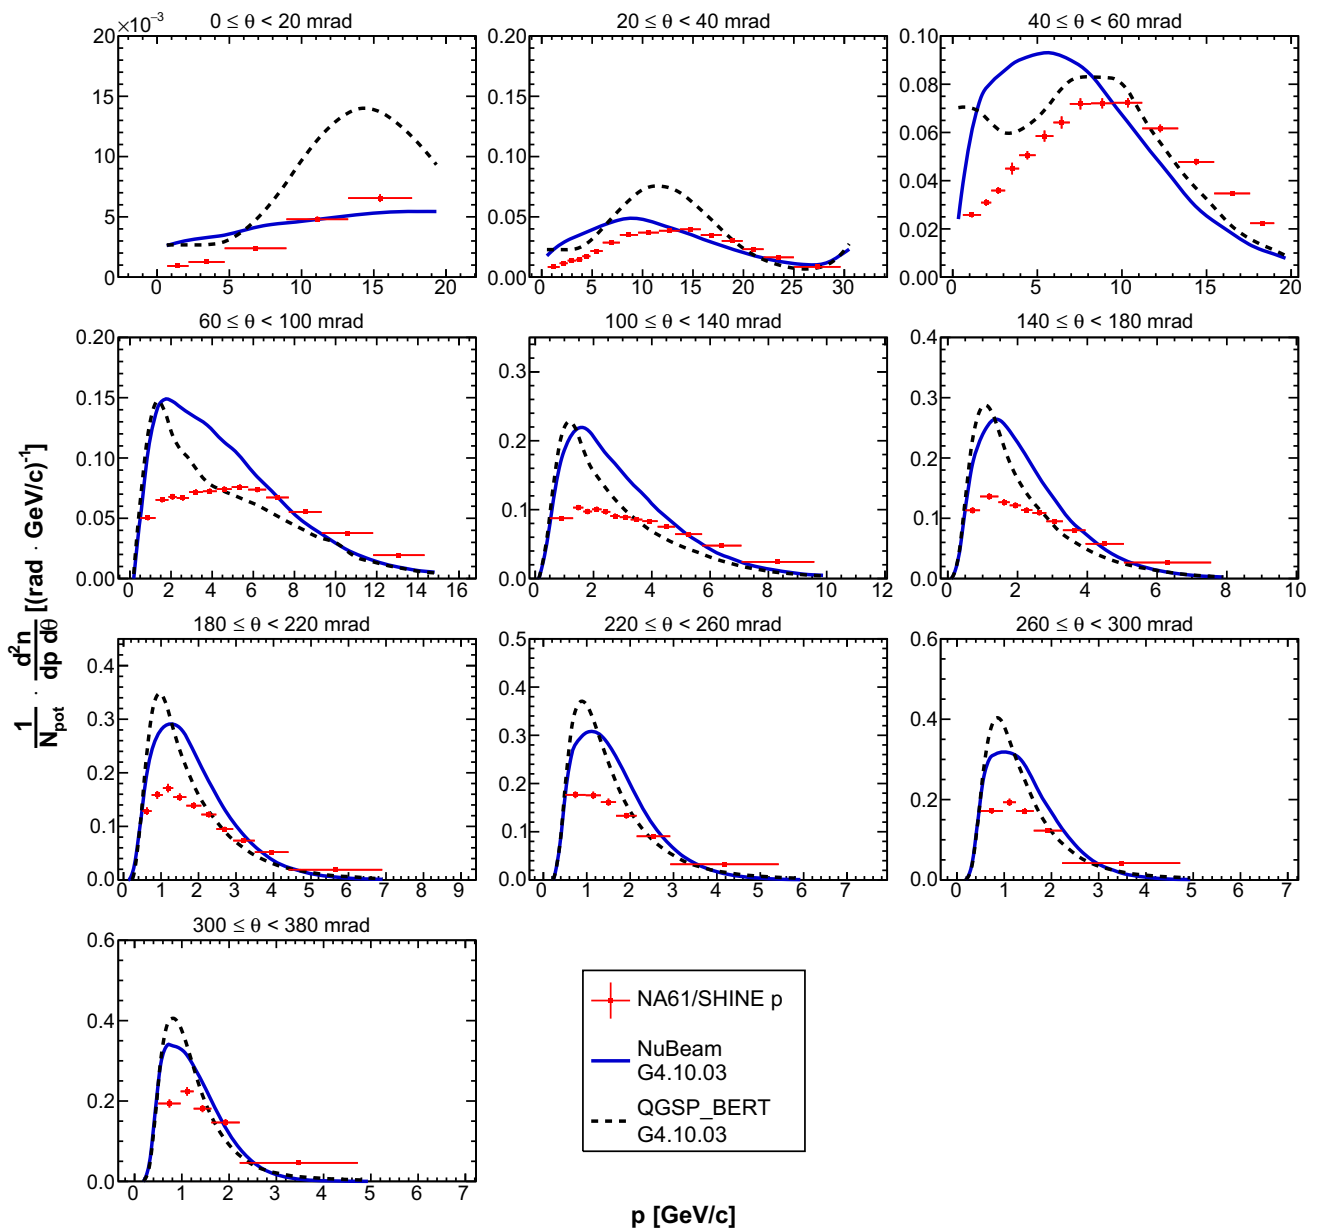 0 ≤ θ < 20 mrad
×10⁻³
20
15
10
5
0
0 5 10 15 20
20 ≤ θ < 40 mrad
0.20
0.15
0.10
0.05
0.00
0 5 10 15 20 25 30
40 ≤ θ < 60 mrad
0.10
0.08
0.06
0.04
0.02
0.00
0 5 10 15 20
60 ≤ θ < 100 mrad
0.20
0.15
0.10
0.05
0.00
0 2 4 6 8 10 12 14 16
100 ≤ θ < 140 mrad
0.3
0.2
0.1
0.0
0 2 4 6 8 10 12
140 ≤ θ < 180 mrad
0.4
0.3
0.2
0.1
0.0
0 2 4 6 8 10
180 ≤ θ < 220 mrad
0.4
0.3
0.2
0.1
0.0
0 1 2 3 4 5 6 7 8 9
220 ≤ θ < 260 mrad
0.5
0.4
0.3
0.2
0.1
0.0
0 1 2 3 4 5 6 7
260 ≤ θ < 300 mrad
0.6
0.4
0.2
0.0
0 1 2 3 4 5 6 7
300 ≤ θ < 380 mrad
0.6
0.4
0.2
0.0
0 1 2 3 4 5 6 7
NA61/SHINE p
NuBeam
G4.10.03
QGSP_BERT
G4.10.03
1/N_pot · d²n/dp dθ [(rad · GeV/c)⁻¹]
p [GeV/c]